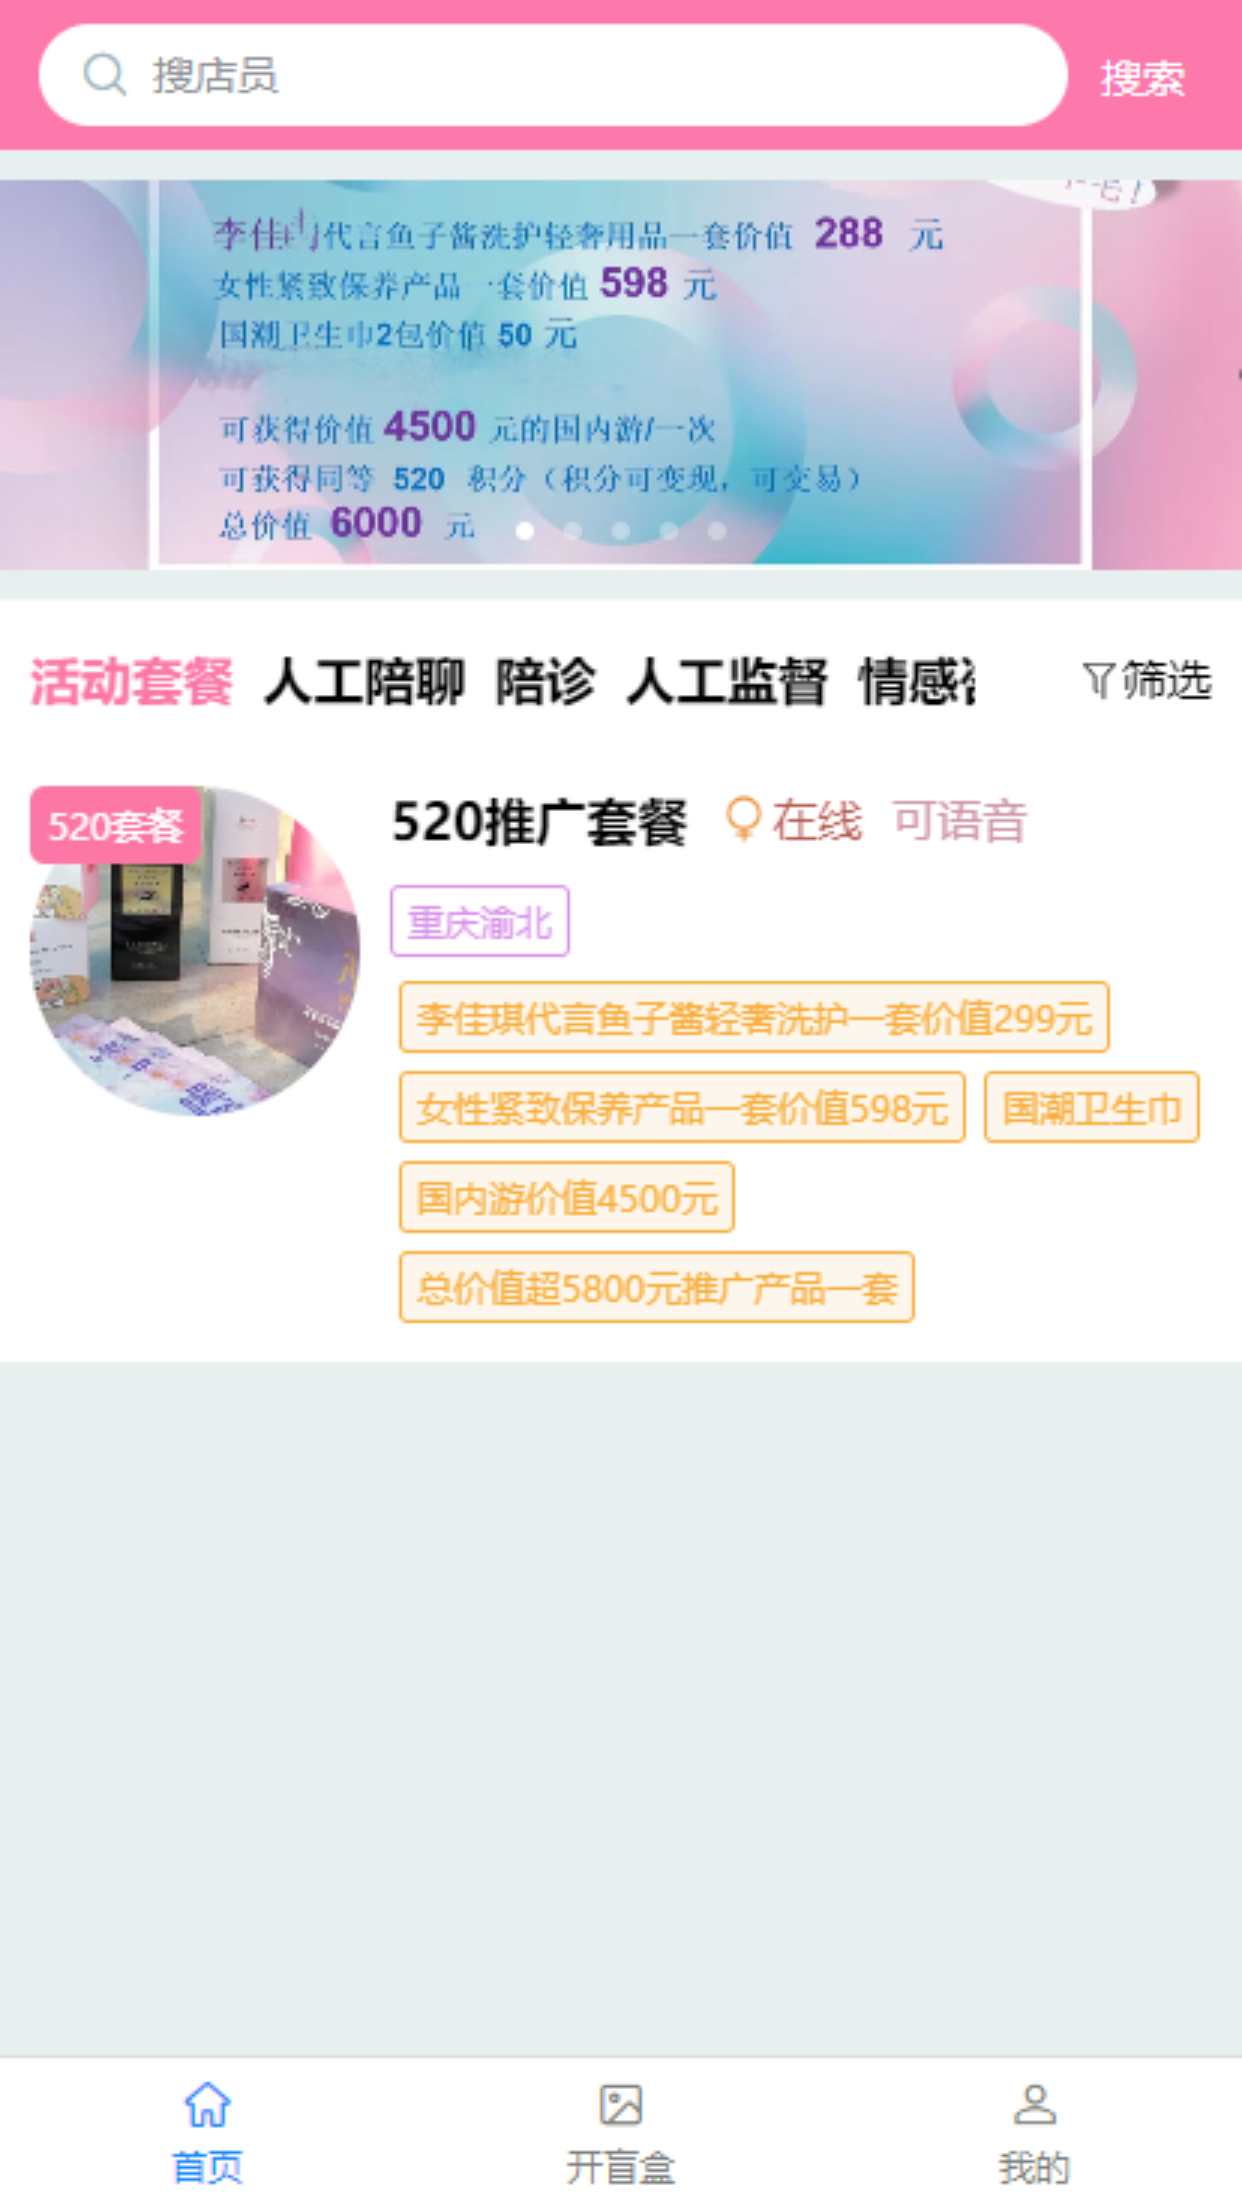 搜店员
搜索
李佳 代言鱼子酱洗护轻奢用品一套价值 288 元
女性紧致保养产品一套价值 598 元
国潮卫生巾2包价值 50 元
可获得价值 4500 元的国内游/一次
可获得同等 520 积分（积分可变现，可交易）
总价值 6000 元
活动套餐 人工陪聊 陪诊 人工监督 情感
筛选
520套餐
520推广套餐 在线 可语音
重庆渝北
李佳琪代言鱼子酱轻奢洗护一套价值299元
女性紧致保养产品一套价值598元 国潮卫生巾
国内游价值4500元
总价值超5800元推广产品一套
首页 开盲盒 我的